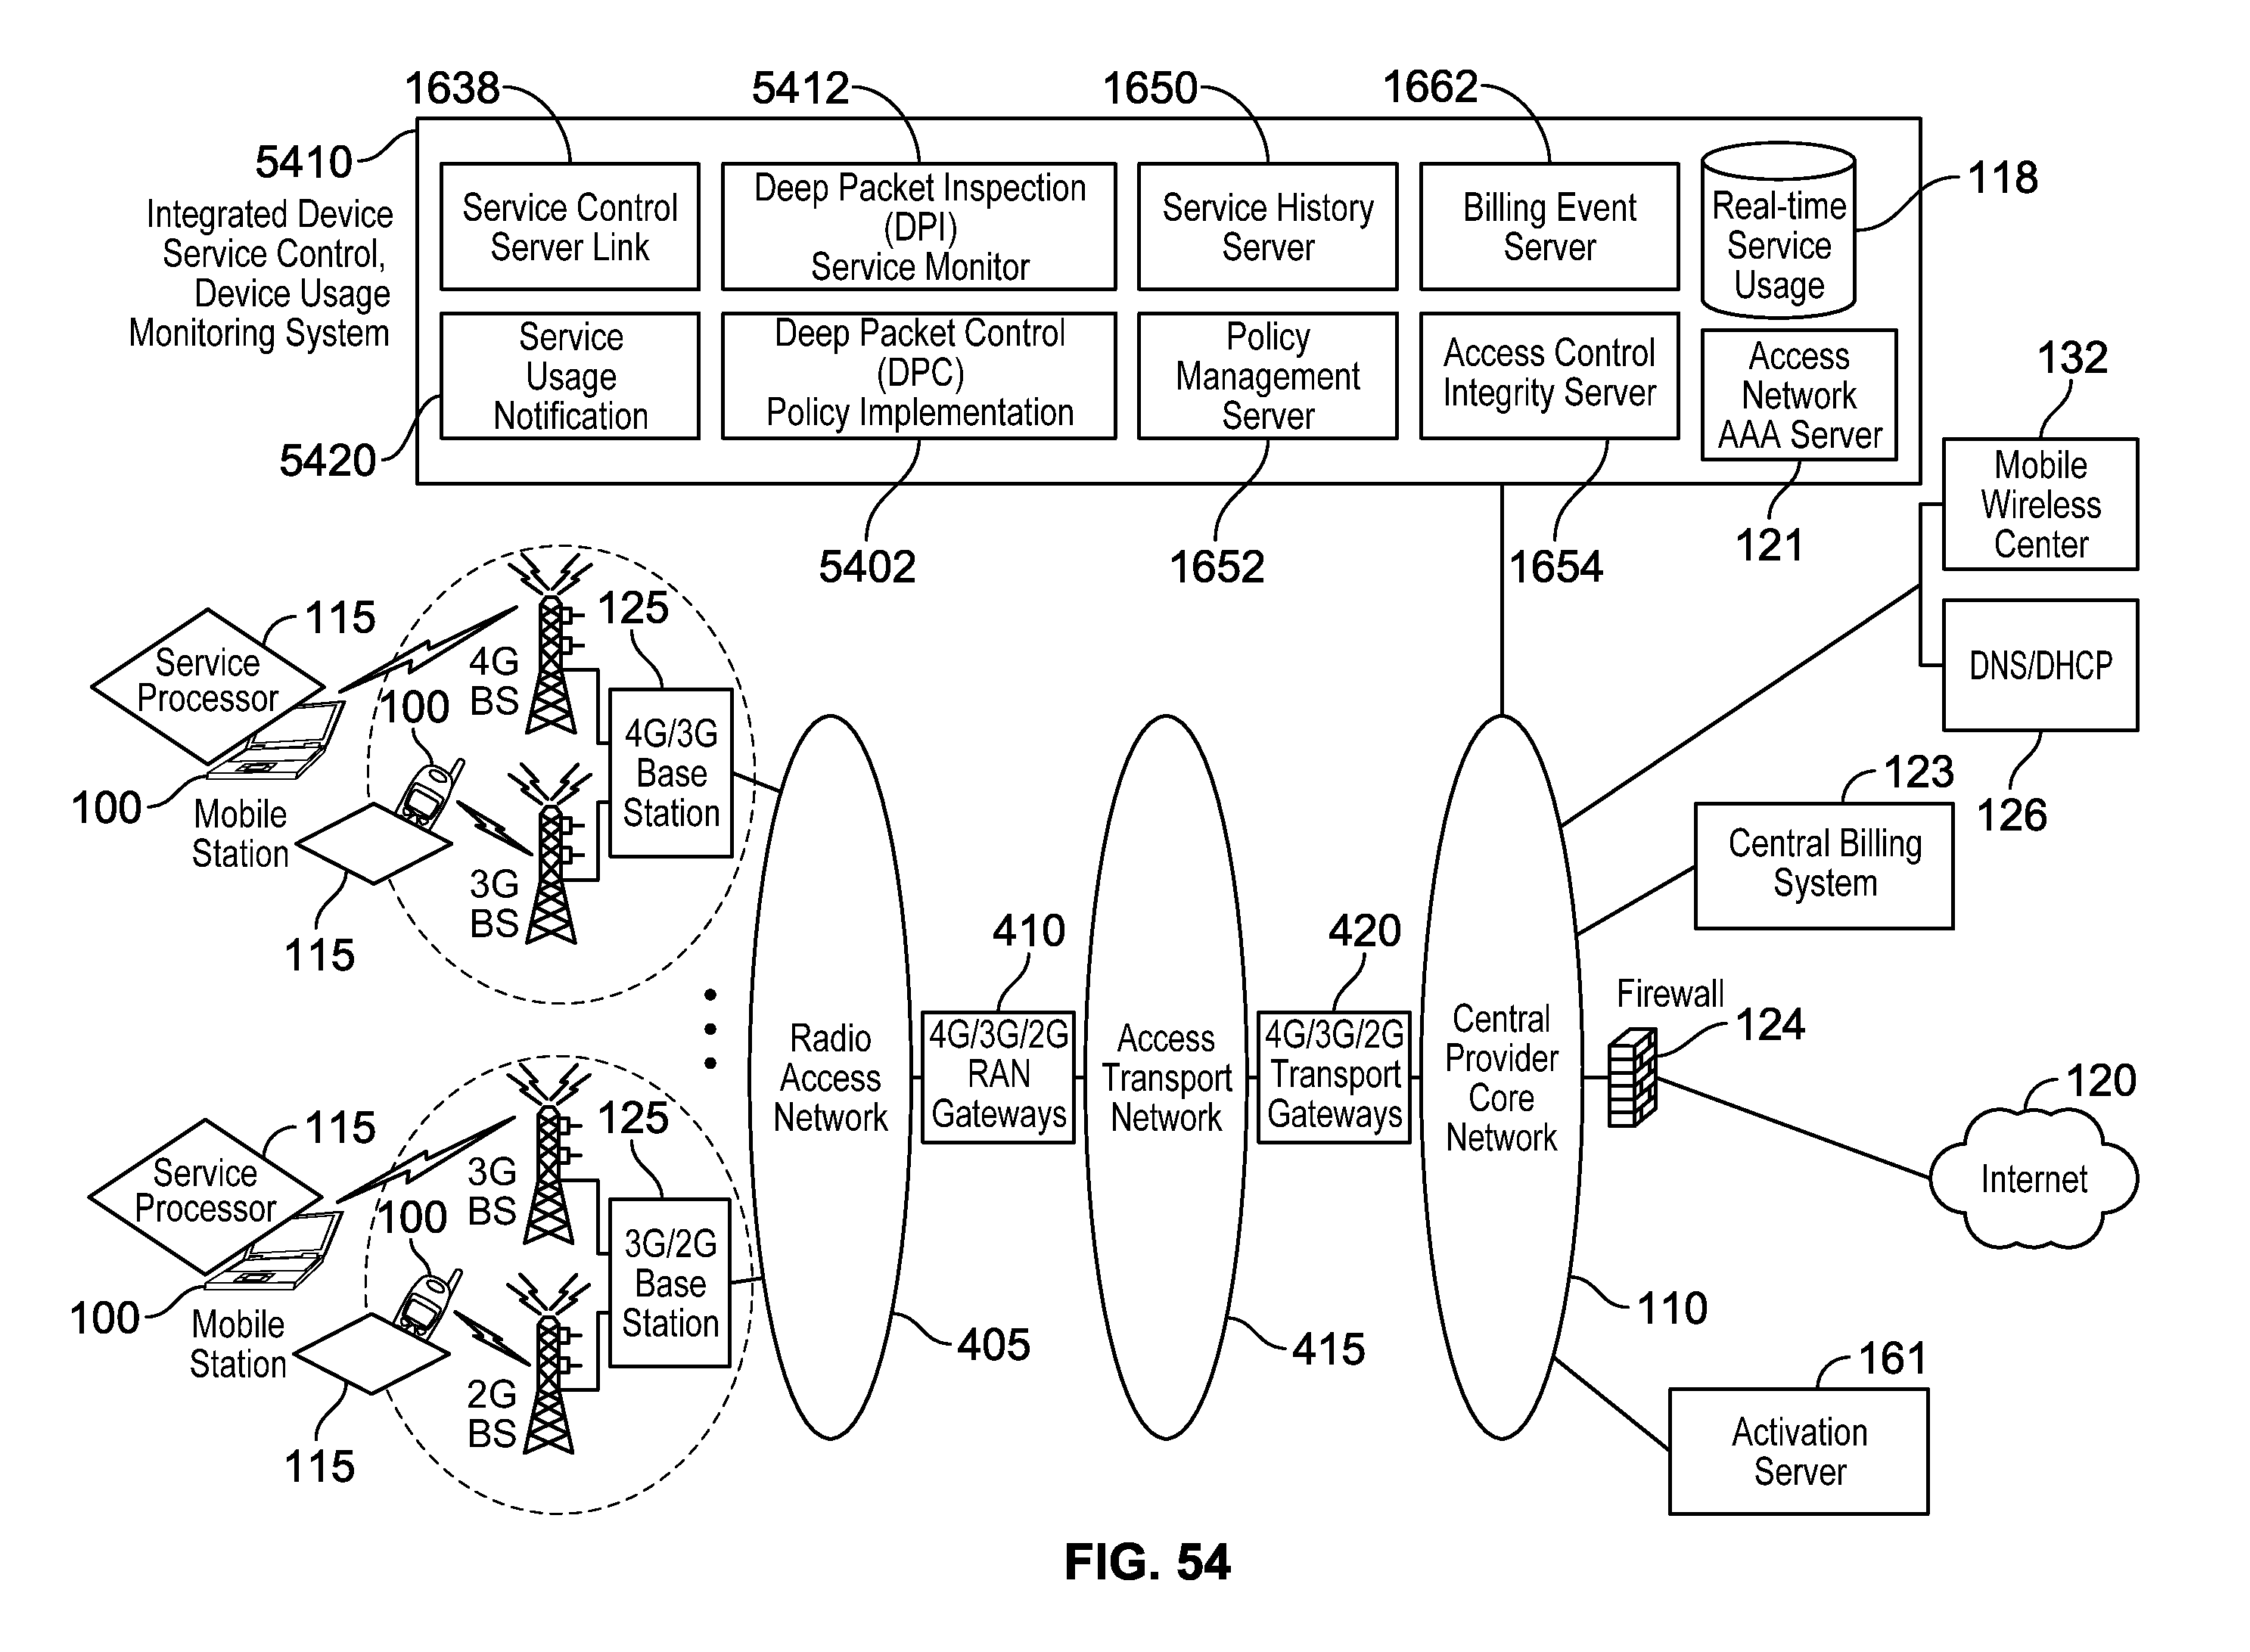 1638
5412
1650
1662
5410
Integrated Device
Service Control,
Device Usage
Monitoring System
Service Control
Server Link
Deep Packet Inspection
(DPI)
Service Monitor
Service History
Server
Billing Event
Server
Real-time
Service
Usage
118
Service
Usage
Notification
Deep Packet Control
(DPC)
Policy Implementation
Policy
Management
Server
Access Control
Integrity Server
Access
Network
AAA Server
5420
5402
1652
1654
121
132
Mobile
Wireless
Center
DNS/DHCP
126
115
Service
Processor
100
Mobile
Station
100
115
4G
BS
3G
BS
125
4G/3G
Base
Station
115
Service
Processor
100
Mobile
Station
100
115
3G
BS
2G
BS
125
3G/2G
Base
Station
Radio
Access
Network
405
410
4G/3G/2G
RAN
Gateways
Access
Transport
Network
415
420
4G/3G/2G
Transport
Gateways
Central
Provider
Core
Network
110
123
Central Billing
System
Firewall
124
120
Internet
161
Activation
Server
FIG. 54